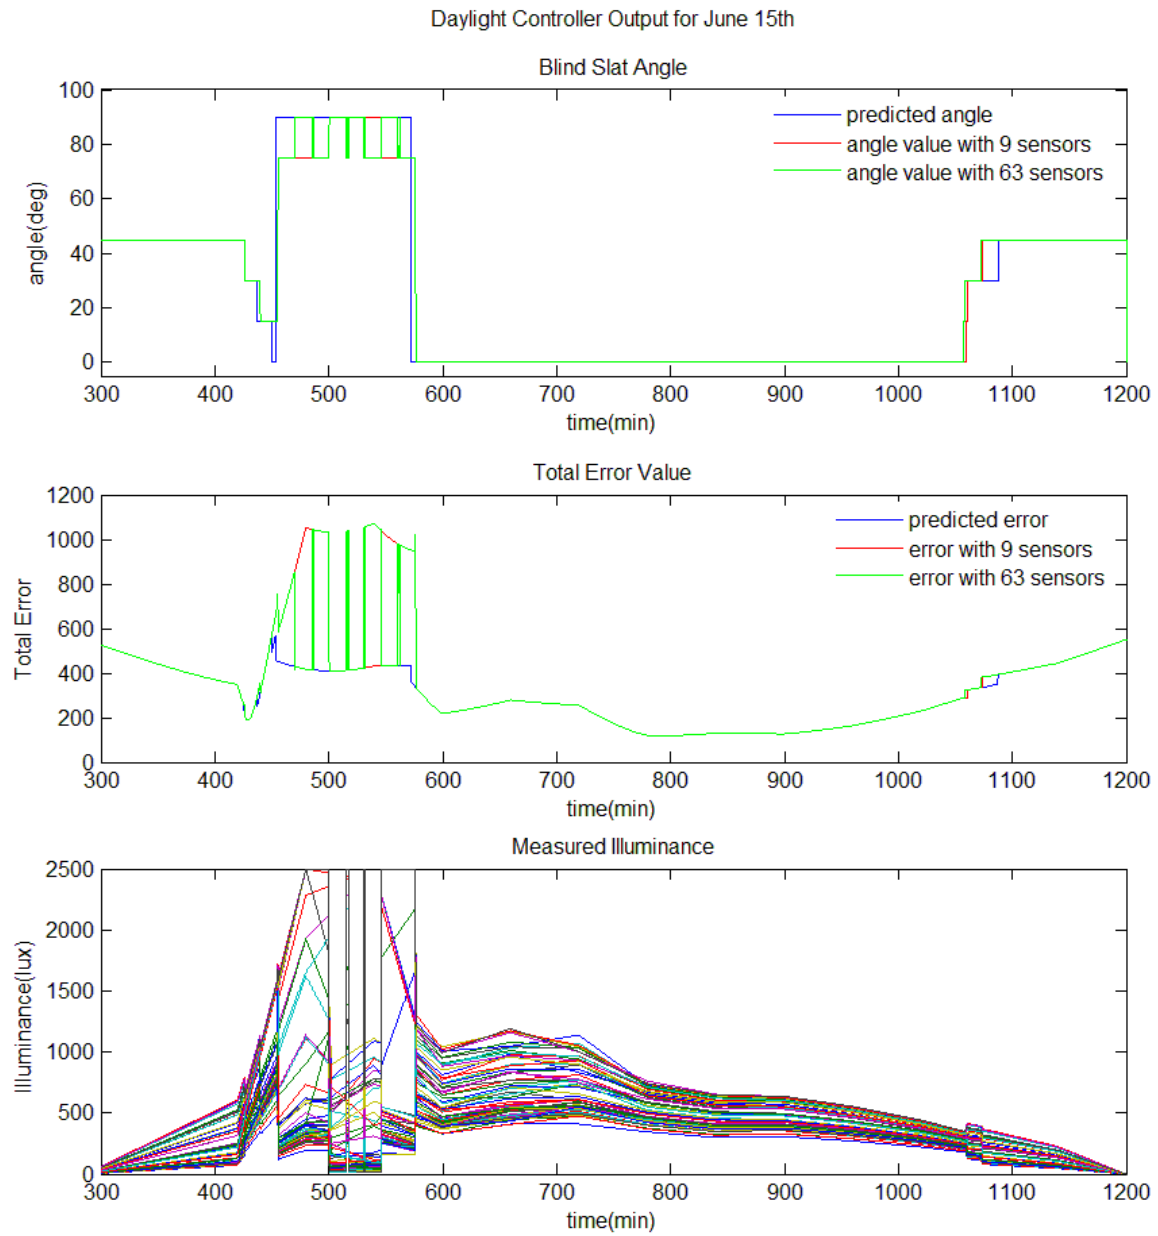 Daylight Controller Output for June 15th
Blind Slat Angle
100
80
60
40
20
0
angle(deg)
predicted angle
angle value with 9 sensors
angle value with 63 sensors
300 400 500 600 700 800 900 1000 1100 1200
time(min)
Total Error Value
1200
1000
800
600
400
200
0
Total Error
predicted error
error with 9 sensors
error with 63 sensors
300 400 500 600 700 800 900 1000 1100 1200
time(min)
Measured Illuminance
2500
2000
1500
1000
500
0
Illuminance(lux)
300 400 500 600 700 800 900 1000 1100 1200
time(min)